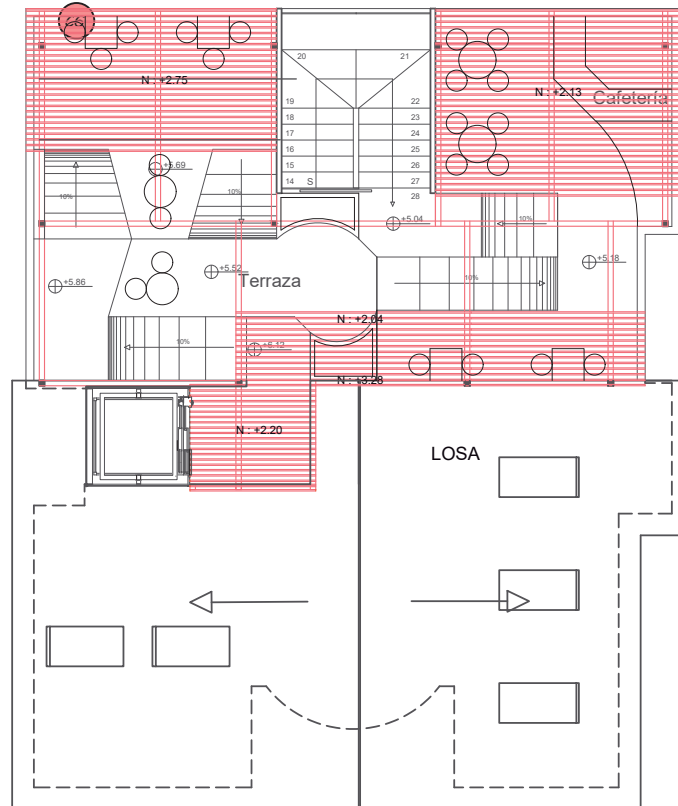 20
21
N : +2.75
N : +2.13
Cafetería
19
22
18
23
17
24
16
25
15
26
14
S
27
28
+5.69
10%
10%
+5.04
10%
+5.86
+5.52
Terraza
10%
+5.18
N : +2.04
10%
+5.12
N : +3.28
N : +2.20
LOSA